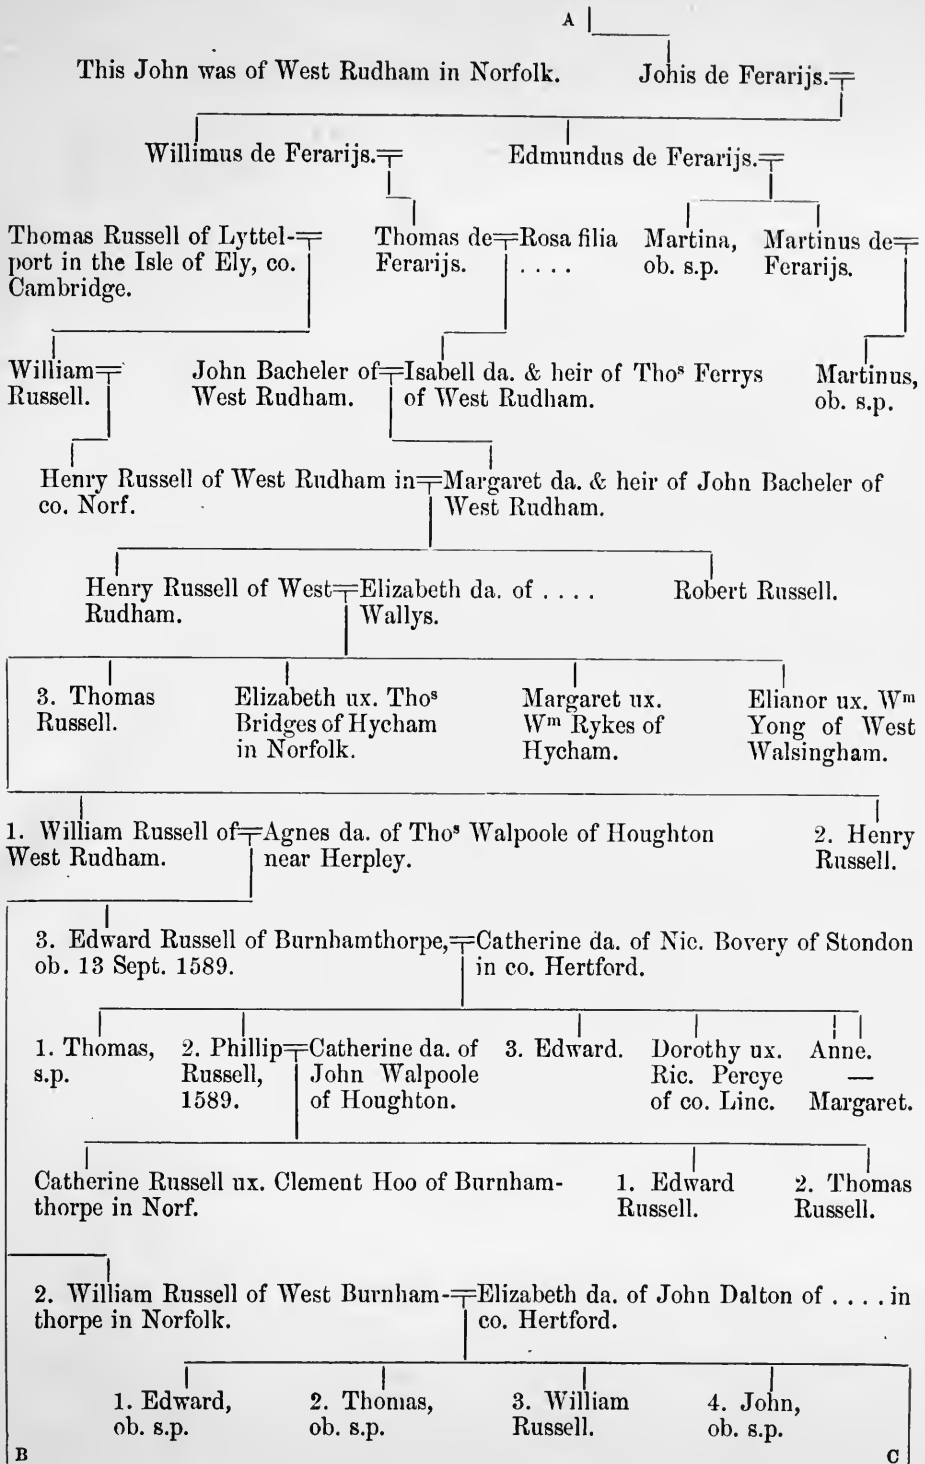 A
This John was of West Rudham in Norfolk. Johis de Ferarijs.
Willimus de Ferarijs. Edmundus de Ferarijs.
Thomas Russell of Lyttel-
port in the Isle of Ely, co.
Cambridge.
Thomas de
Ferarijs.
Rosa filia
. . . .
Martina,
ob. s.p.
Martinus de
Ferarijs.
William
Russell.
John Bacheler of
West Rudham.
Isabell da. & heir of Thoˢ Ferrys
of West Rudham.
Martinus,
ob. s.p.
Henry Russell of West Rudham in
co. Norf.
Margaret da. & heir of John Bacheler of
West Rudham.
Henry Russell of West
Rudham.
Elizabeth da. of . . . .
Wallys.
Robert Russell.
3. Thomas
Russell.
Elizabeth ux. Thoˢ
Bridges of Hycham
in Norfolk.
Margaret ux.
Wᵐ Rykes of
Hycham.
Elianor ux. Wᵐ
Yong of West
Walsingham.
1. William Russell of
West Rudham.
Agnes da. of Thoˢ Walpoole of Houghton
near Herpley.
2. Henry
Russell.
3. Edward Russell of Burnhamthorpe,
ob. 13 Sept. 1589.
Catherine da. of Nic. Bovery of Stondon
in co. Hertford.
1. Thomas,
s.p.
2. Phillip
Russell,
1589.
Catherine da. of
John Walpoole
of Houghton.
3. Edward.
Dorothy ux.
Ric. Percye
of co. Linc.
Anne.
—
Margaret.
Catherine Russell ux. Clement Hoo of Burnham-
thorpe in Norf.
1. Edward
Russell.
2. Thomas
Russell.
2. William Russell of West Burnham-
thorpe in Norfolk.
Elizabeth da. of John Dalton of . . . . in
co. Hertford.
1. Edward,
ob. s.p.
2. Thomas,
ob. s.p.
3. William
Russell.
4. John,
ob. s.p.
B
C